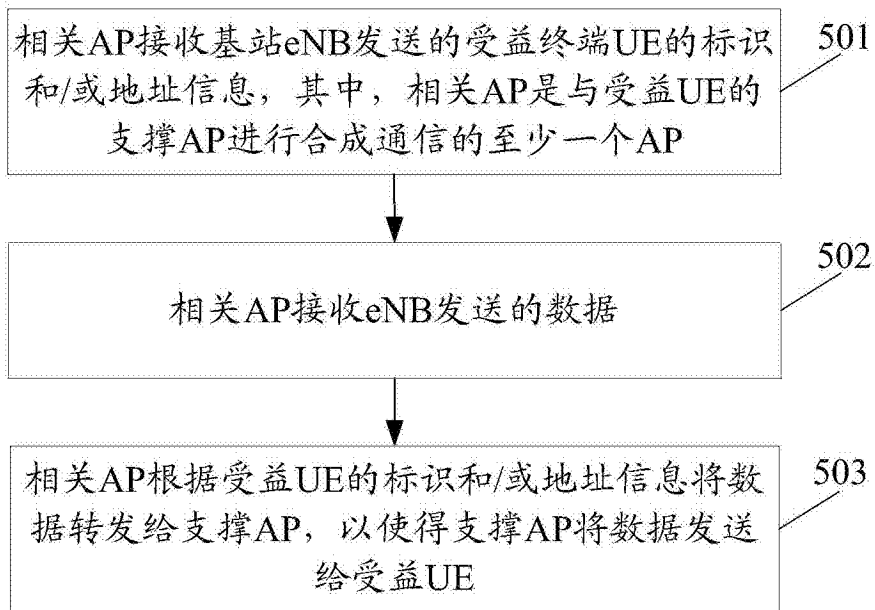 相关AP接收基站eNB发送的受益终端UE的标识
和/或地址信息，其中，相关AP是与受益UE的
支撑AP进行合成通信的至少一个AP
501
相关AP接收eNB发送的数据
502
相关AP根据受益UE的标识和/或地址信息将数
据转发给支撑AP，以使得支撑AP将数据发送
给受益UE
503